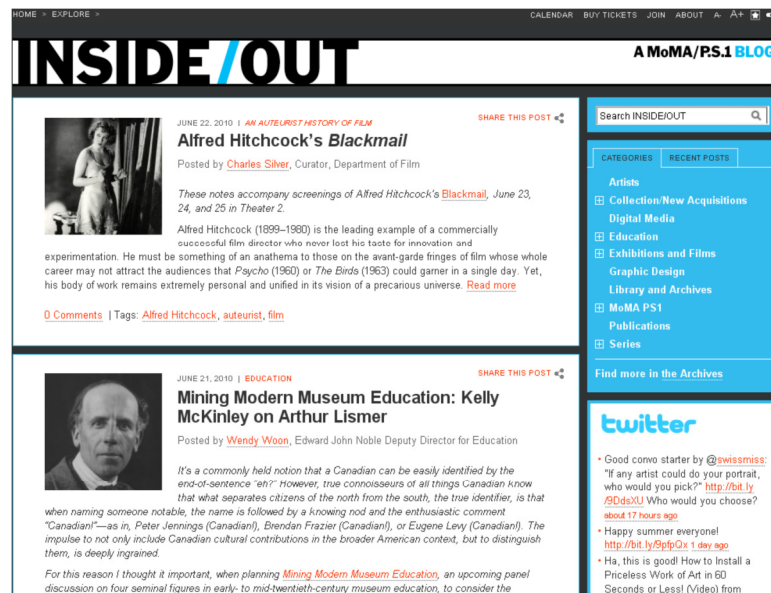 HOME > EXPLORE >
CALENDAR BUY TICKETS JOIN ABOUT A- A+
INSIDE/OUT
A MoMA/P.S.1 BLOG
JUNE 22, 2010 | AN AUTEURIST HISTORY OF FILM
SHARE THIS POST
Alfred Hitchcock's Blackmail
Posted by Charles Silver, Curator, Department of Film
These notes accompany screenings of Alfred Hitchcock's Blackmail, June 23,
24, and 25 in Theater 2.
Alfred Hitchcock (1899–1980) is the leading example of a commercially
successful film director who never lost his taste for innovation and
experimentation. He must be something of an anathema to those on the avant-garde fringes of film whose whole
career may not attract the audiences that Psycho (1960) or The Birds (1963) could garner in a single day. Yet,
his body of work remains extremely personal and unified in its vision of a precarious universe. Read more
0 Comments | Tags: Alfred Hitchcock, auteurist, film
JUNE 21, 2010 | EDUCATION
SHARE THIS POST
Mining Modern Museum Education: Kelly
McKinley on Arthur Lismer
Posted by Wendy Woon, Edward John Noble Deputy Director for Education
It's a commonly held notion that a Canadian can be easily identified by the
end-of-sentence "eh?" However, true connoisseurs of all things Canadian know
that what separates citizens of the north from the south, the true identifier, is that
when naming someone notable, the name is followed by a knowing nod and the enthusiastic comment
"Canadian!"—as in, Peter Jennings (Canadian!), Brendan Frazier (Canadian!), or Eugene Levy (Canadian!). The
impulse to not only include Canadian cultural contributions in the broader American context, but to distinguish
them, is deeply ingrained.
For this reason I thought it important, when planning Mining Modern Museum Education, an upcoming panel
discussion on four seminal figures in early- to mid-twentieth-century museum education, to consider the
Search INSIDE/OUT
CATEGORIES RECENT POSTS
Artists
Collection/New Acquisitions
Digital Media
Education
Exhibitions and Films
Graphic Design
Library and Archives
MoMA PS1
Publications
Series
Find more in the Archives
twitter
Good convo starter by @swissmiss:
"If any artist could do your portrait,
who would you pick?" http://bit.ly
/9DdsXU Who would you choose?
about 17 hours ago
Happy summer everyone!
http://bit.ly/9pfpQx 1 day ago
Ha, this is good! How to Install a
Priceless Work of Art in 60
Seconds or Less! (Video) from